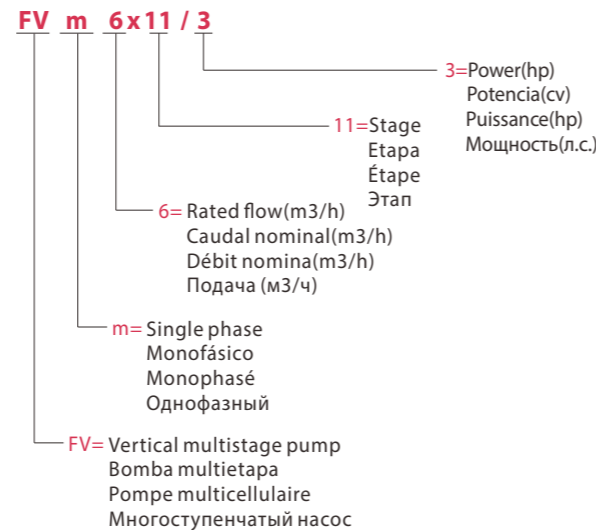 FV m 6x11 / 3
3=Power(hp)
Potencia(cv)
Puissance(hp)
Мощность(л.с.)
11=Stage
Etapa
Étape
Этап
6= Rated flow(m3/h)
Caudal nominal(m3/h)
Débit nomina(m3/h)
Подача (м3/ч)
m= Single phase
Monofásico
Monophasé
Однофазный
FV= Vertical multistage pump
Bomba multietapa
Pompe multicellulaire
Многоступенчатый насос